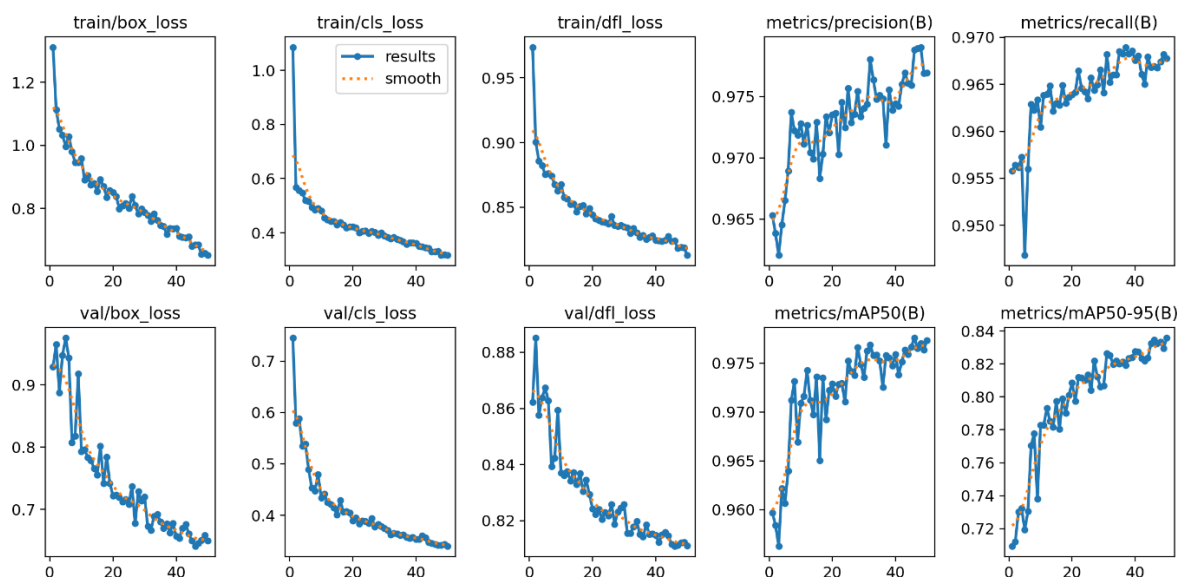 train/box_loss
train/cls_loss
train/dfl_loss
metrics/precision(B)
metrics/recall(B)
1.2
1.0
0.8
0 20 40
1.0
0.8
0.6
0.4
0 20 40
results
smooth
0.95
0.90
0.85
0 20 40
0.975
0.970
0.965
0 20 40
0.970
0.965
0.960
0.955
0.950
0 20 40
val/box_loss
val/cls_loss
val/dfl_loss
metrics/mAP50(B)
metrics/mAP50-95(B)
0.9
0.8
0.7
0 20 40
0.7
0.6
0.5
0.4
0 20 40
0.88
0.86
0.84
0.82
0 20 40
0.975
0.970
0.965
0.960
0 20 40
0.84
0.82
0.80
0.78
0.76
0.74
0.72
0 20 40